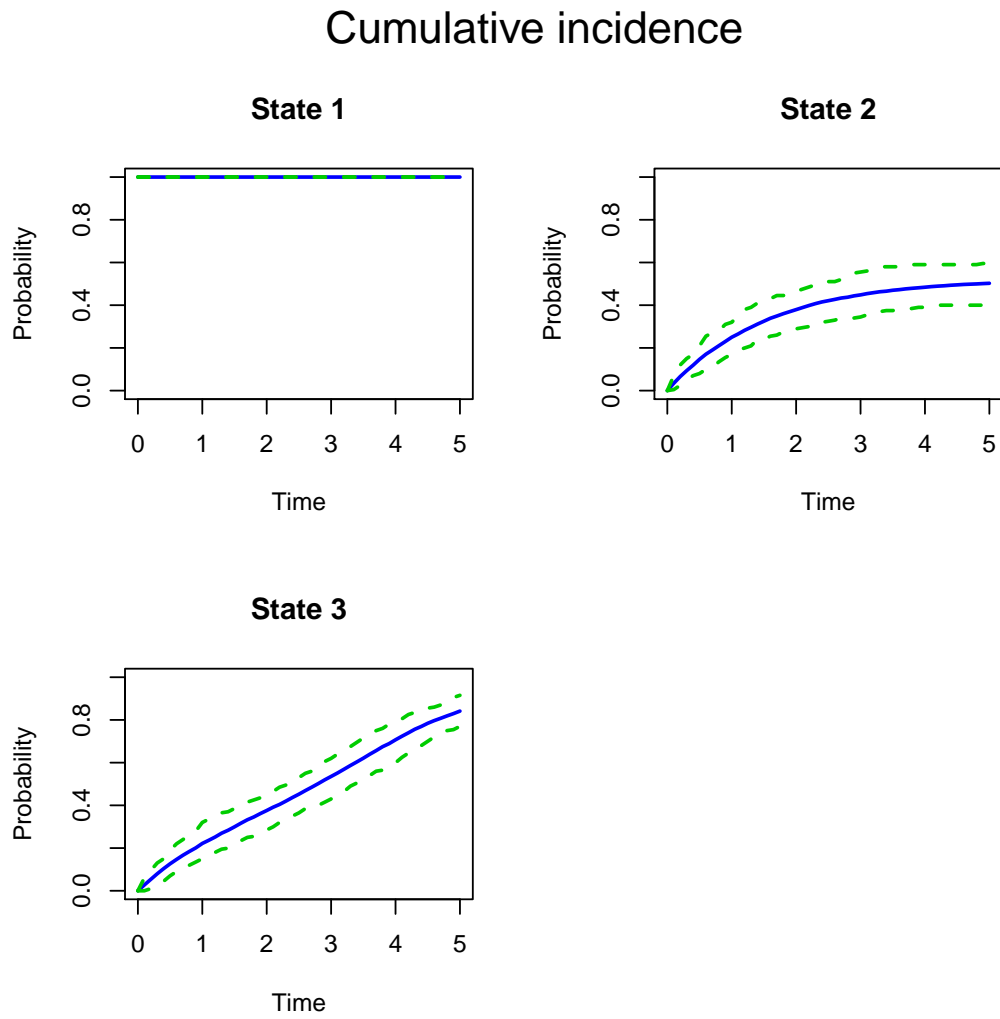 Cumulative incidence
State 1
Probability
0.0 0.4 0.8
0 1 2 3 4 5
Time
State 2
Probability
0.0 0.4 0.8
0 1 2 3 4 5
Time
State 3
Probability
0.0 0.4 0.8
0 1 2 3 4 5
Time